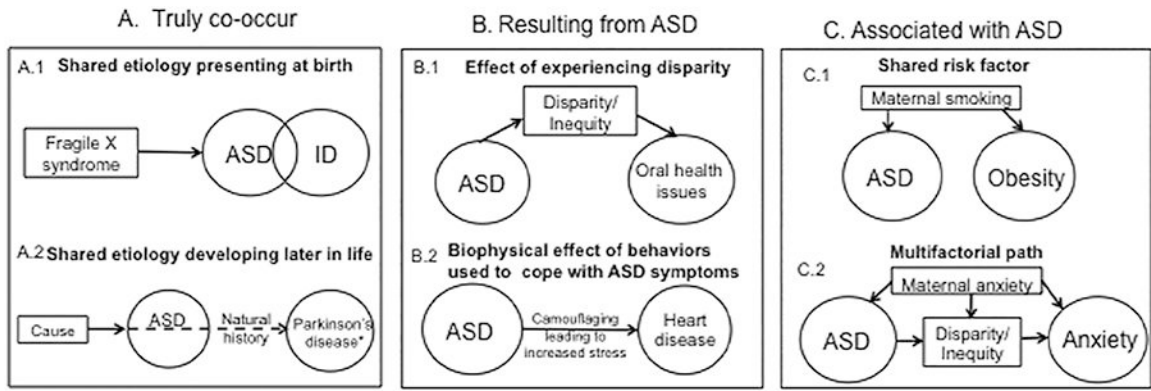 A. Truly co-occur
A.1 Shared etiology presenting at birth
Fragile X
syndrome
ASD
ID
A.2 Shared etiology developing later in life
Cause
ASD
Natural
history
Parkinson's
disease*
B. Resulting from ASD
B.1 Effect of experiencing disparity
Disparity/
Inequity
ASD
Oral health
issues
B.2 Biophysical effect of behaviors
used to cope with ASD symptoms
ASD
Camouflaging
leading to
increased stress
Heart
disease
C. Associated with ASD
C.1 Shared risk factor
Maternal smoking
ASD
Obesity
C.2 Multifactorial path
Maternal anxiety
ASD
Disparity/
Inequity
Anxiety